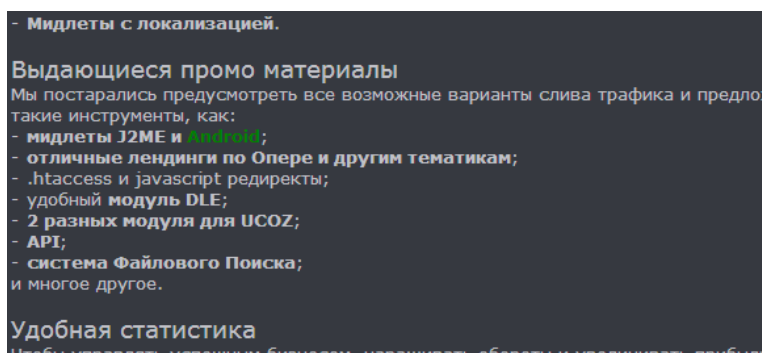 - Мидлеты с локализацией.
Выдающиеся промо материалы
Мы постарались предусмотреть все возможные варианты слива трафика и
такие инструменты, как:
- мидлеты J2ME и Android;
- отличные лендинги по Опере и другим тематикам;
- .htaccess и javascript редиректы;
- удобный модуль DLE;
- 2 разных модуля для UCOZ;
- API;
- система Файлового Поиска;
и многое другое.
Удобная статистика